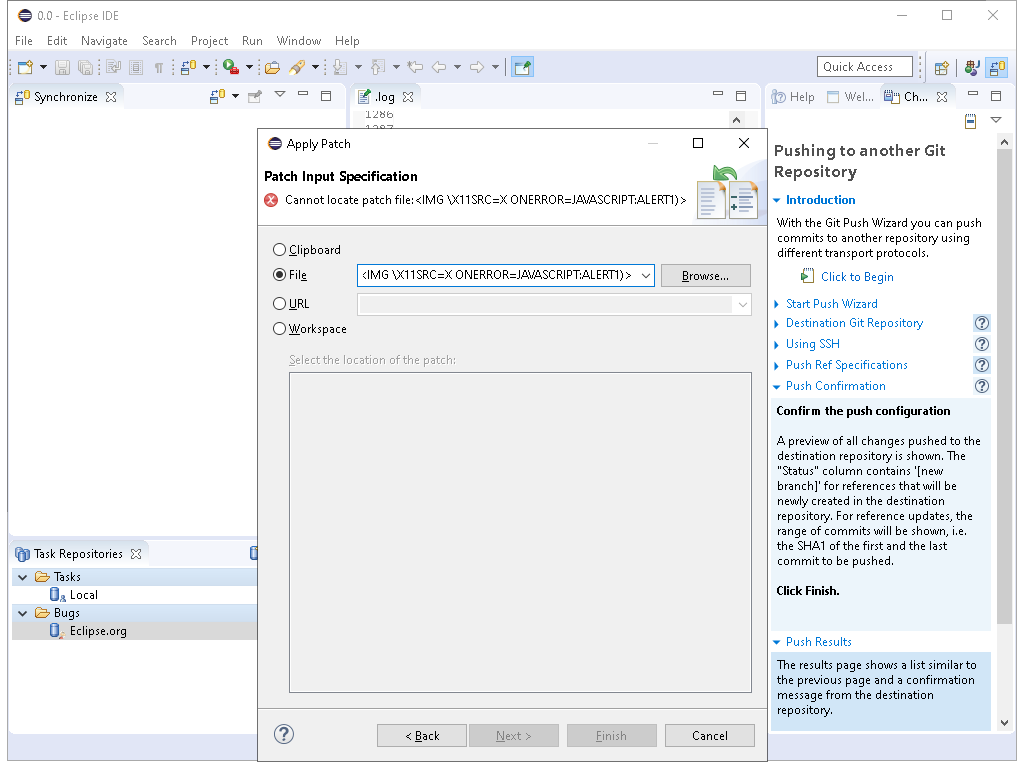 0.0 - Eclipse IDE
File Edit Navigate Search Project Run Window Help
Quick Access
Synchronize
.log
Help
Wel...
Ch...
1286
Apply Patch
Patch Input Specification
Cannot locate patch file:<IMG \X11SRC=X ONERROR=JAVASCRIPT:ALERT1)>
Clipboard
File
<IMG \X11SRC=X ONERROR=JAVASCRIPT:ALERT1)>
Browse...
URL
Workspace
Select the location of the patch:
< Back
Next >
Finish
Cancel
Task Repositories
Tasks
Local
Bugs
Eclipse.org
Pushing to another Git
Repository
Introduction
With the Git Push Wizard you can push
commits to another repository using
different transport protocols.
Click to Begin
Start Push Wizard
Destination Git Repository
Using SSH
Push Ref Specifications
Push Confirmation
Confirm the push configuration
A preview of all changes pushed to the
destination repository is shown. The
"Status" column contains '[new
branch]' for references that will be
newly created in the destination
repository. For reference updates, the
range of commits will be shown, i.e.
the SHA1 of the first and the last
commit to be pushed.
Click Finish.
Push Results
The results page shows a list similar to
the previous page and a confirmation
message from the destination
repository.